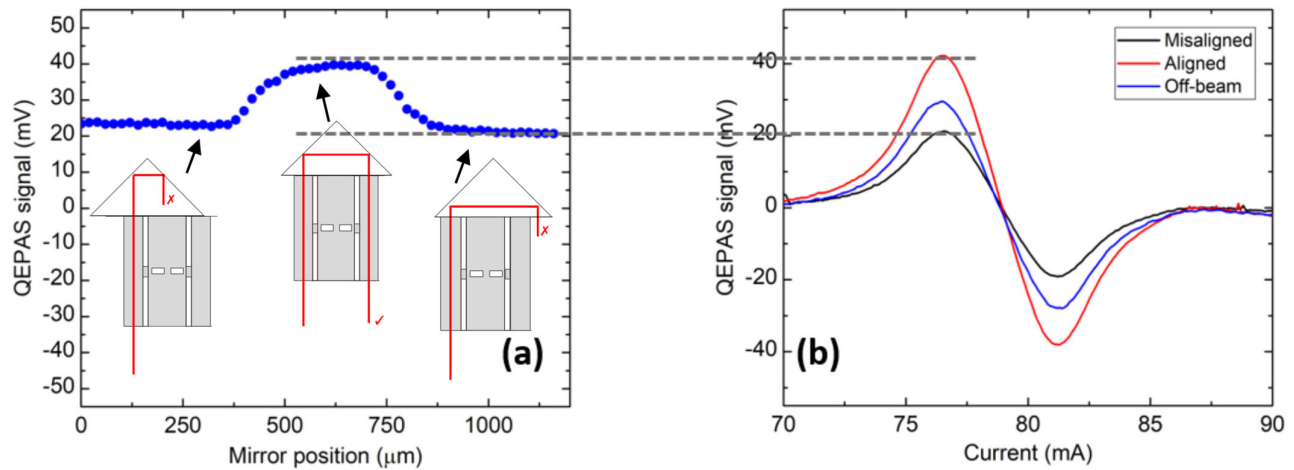 50
40
30
20
10
0
-10
-20
-30
-40
-50
QEPAS signal (mV)
0 250 500 750 1000
Mirror position (μm)
✗
✓
✗
(a)
40
20
0
-20
-40
QEPAS signal (mV)
70 75 80 85 90
Current (mA)
Misaligned
Aligned
Off-beam
(b)